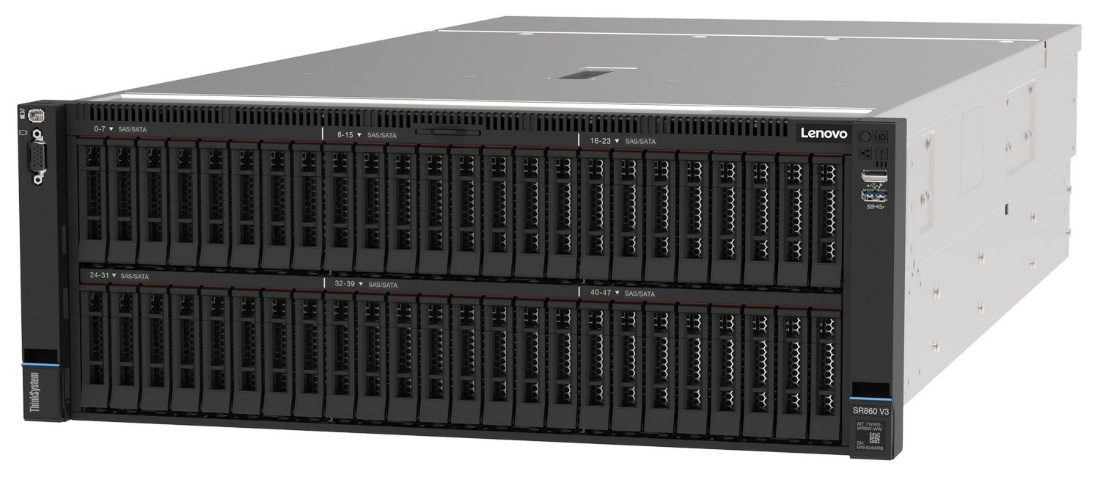 0-7 ▼ SAS/SATA
8-15 ▼ SAS/SATA
16-23 ▼ SAS/SATA
Lenovo
24-31 ▼ SAS/SATA
32-39 ▼ SAS/SATA
40-47 ▼ SAS/SATA
ThinkSystem
SR860 V3